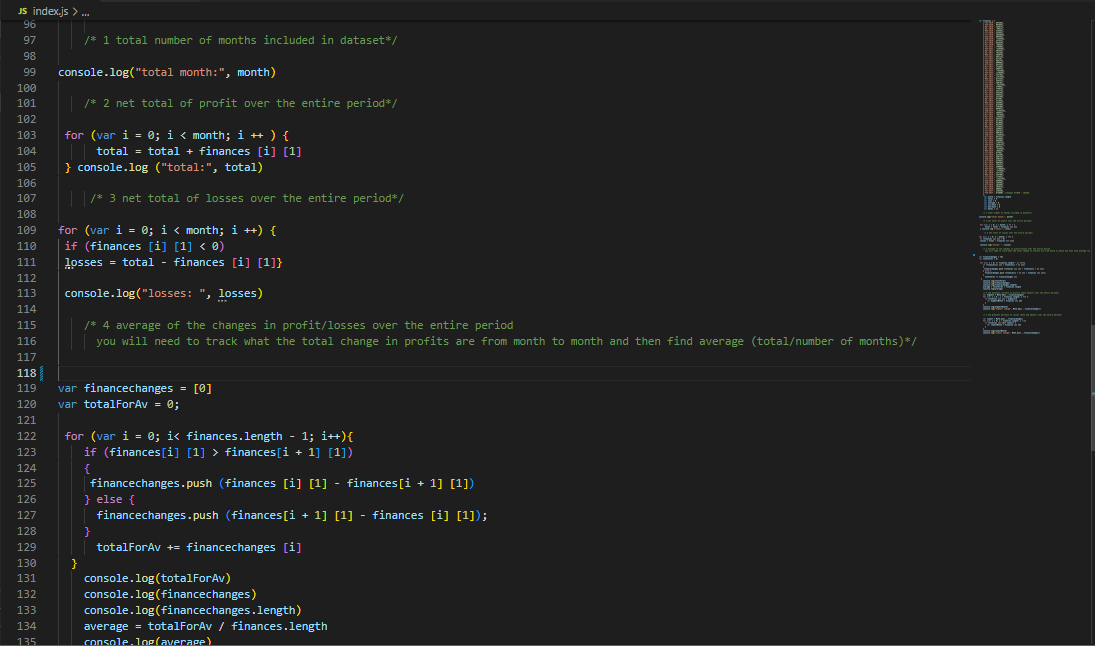 JS index.js > ...
96
97 /* 1 total number of months included in dataset*/
98
99 console.log("total month:", month)
100
101 /* 2 net total of profit over the entire period*/
102
103 for (var i = 0; i < month; i ++ ) {
104 total = total + finances [i] [1]
105 } console.log ("total:", total)
106
107 /* 3 net total of losses over the entire period*/
108
109 for (var i = 0; i < month; i ++) {
110 if (finances [i] [1] < 0)
111 losses = total - finances [i] [1]}
112
113 console.log("losses: ", losses)
114
115 /* 4 average of the changes in profit/losses over the entire period
116 you will need to track what the total change in profits are from month to month and then find average (total/number of months)*/
117
118
119 var financechanges = [0]
120 var totalForAv = 0;
121
122 for (var i = 0; i< finances.length - 1; i++){
123 if (finances[i] [1] > finances[i + 1] [1])
124 {
125 financechanges.push (finances [i] [1] - finances[i + 1] [1])
126 } else {
127 financechanges.push (finances[i + 1] [1] - finances [i] [1]);
128 }
129 totalForAv += financechanges [i]
130 }
131 console.log(totalForAv)
132 console.log(financechanges)
133 console.log(financechanges.length)
134 average = totalForAv / finances.length
135 console.log(average)